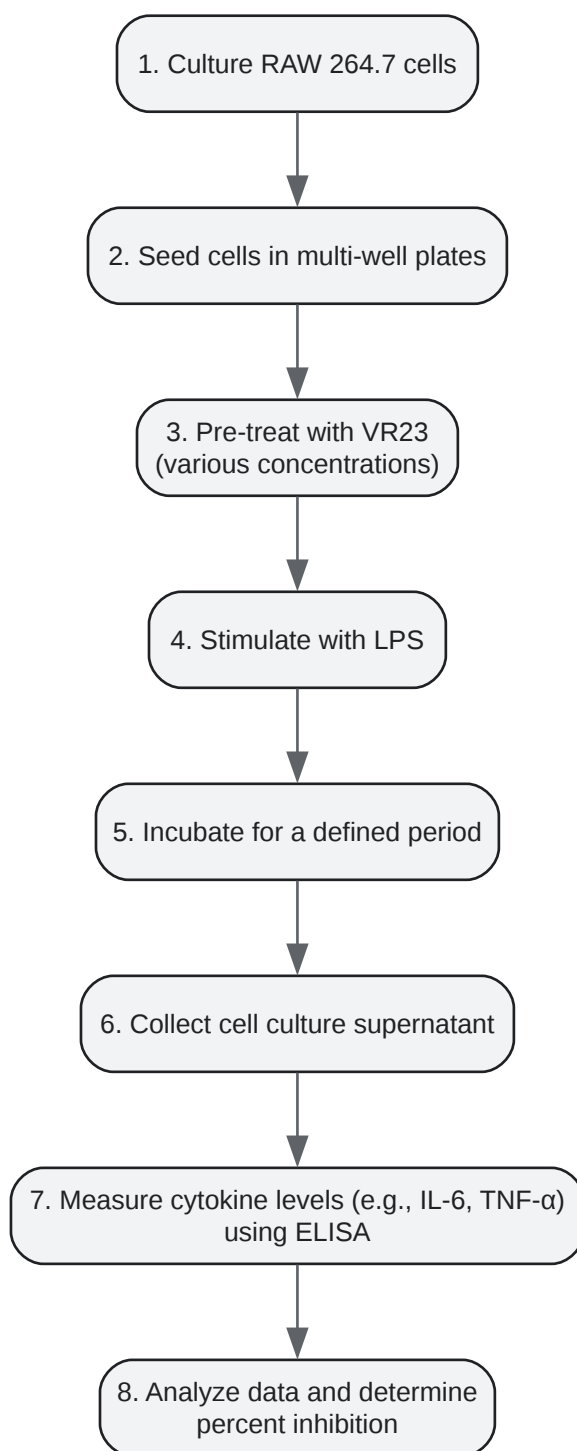 1. Culture RAW 264.7 cells
2. Seed cells in multi-well plates
3. Pre-treat with VR23
(various concentrations)
4. Stimulate with LPS
5. Incubate for a defined period
6. Collect cell culture supernatant
7. Measure cytokine levels (e.g., IL-6, TNF-α)
using ELISA
8. Analyze data and determine
percent inhibition